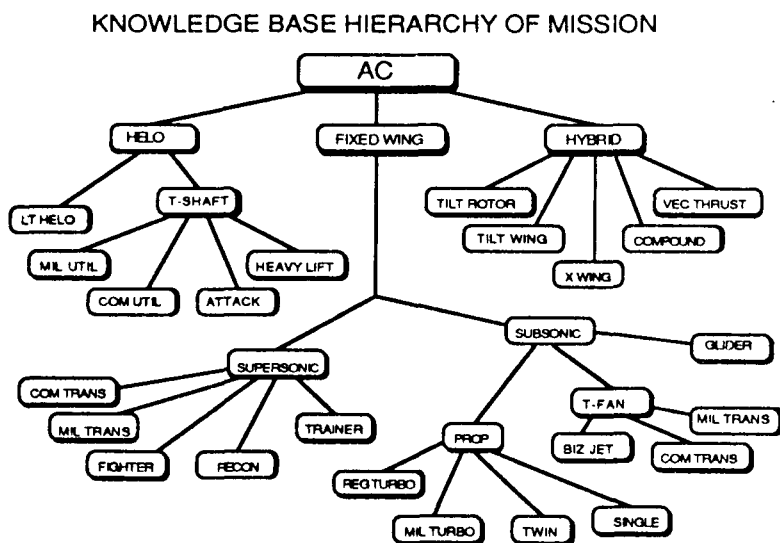 KNOWLEDGE BASE HIERARCHY OF MISSION
AC
HELO
FIXED WING
HYBRID
LT HELO
T-SHAFT
TILT ROTOR
VEC THRUST
TILT WING
COMPOUND
MIL UTIL
HEAVY LIFT
X WING
COM UTIL
ATTACK
SUBSONIC
GLIDER
SUPERSONIC
COM TRANS
T-FAN
MIL TRANS
MIL TRANS
TRAINER
PROP
BIZ JET
COM TRANS
FIGHTER
RECON
REG TURBO
MIL TURBO
TWIN
SINGLE